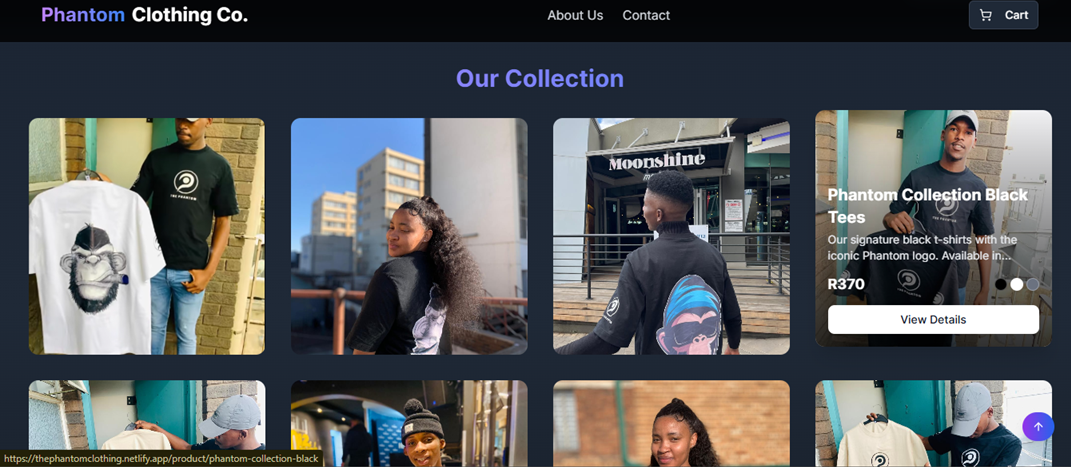 Phantom Clothing Co.
About Us
Contact
Cart
Our Collection
Moonshine
THE PHANTOM
Phantom Collection Black
Tees
Our signature black t-shirts with the
iconic Phantom logo. Available in...
R370
View Details
https://thephantomclothing.netlify.app/product/phantom-collection-black